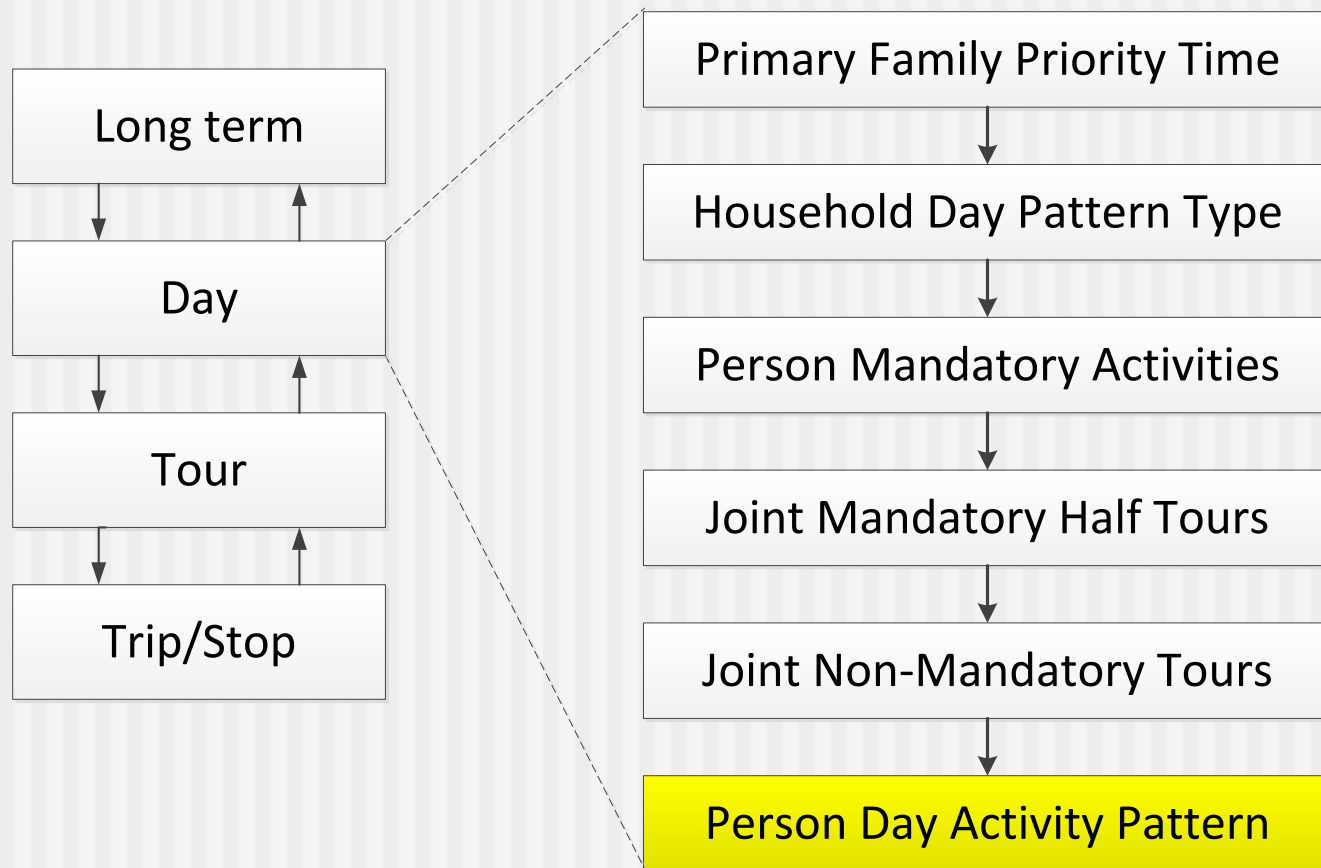 Long term
Day
Tour
Trip/Stop
Primary Family Priority Time
Household Day Pattern Type
Person Mandatory Activities
Joint Mandatory Half Tours
Joint Non-Mandatory Tours
Person Day Activity Pattern